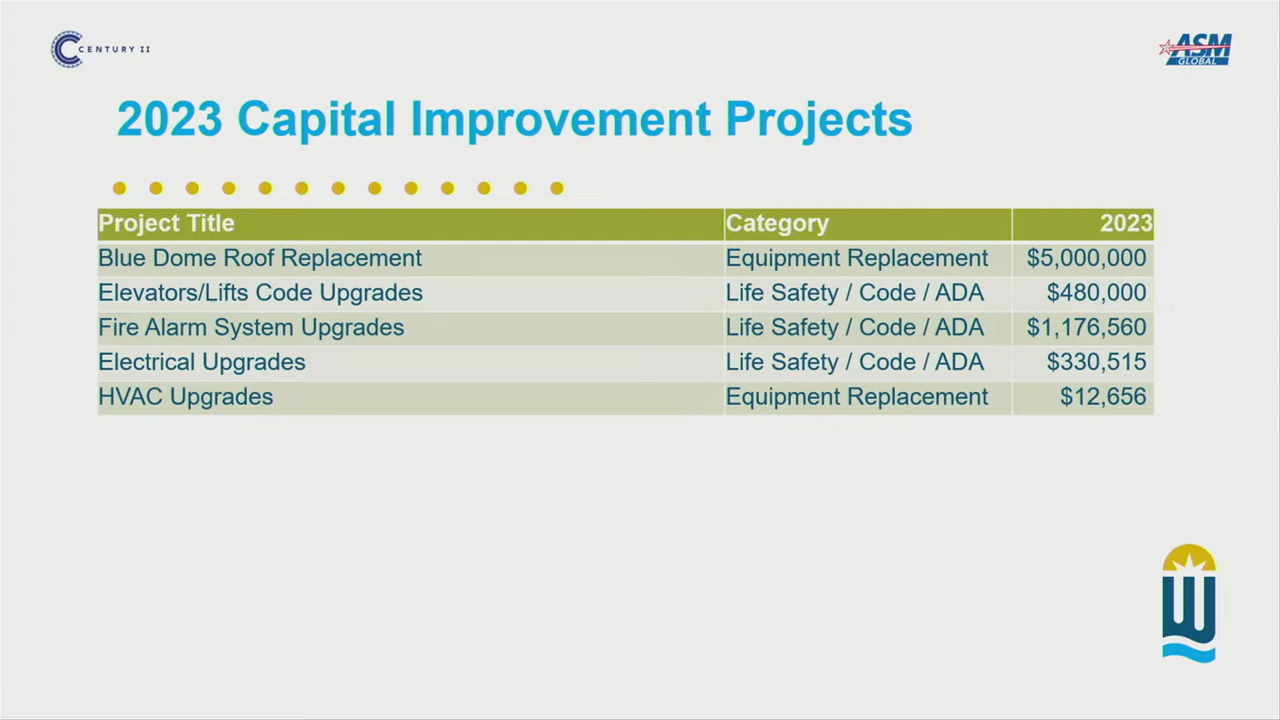 CENTURY II
ASM
GLOBAL
2023 Capital Improvement Projects
Project Title Category 2023
Blue Dome Roof Replacement Equipment Replacement $5,000,000
Elevators/Lifts Code Upgrades Life Safety / Code / ADA $480,000
Fire Alarm System Upgrades Life Safety / Code / ADA $1,176,560
Electrical Upgrades Life Safety / Code / ADA $330,515
HVAC Upgrades Equipment Replacement $12,656
W